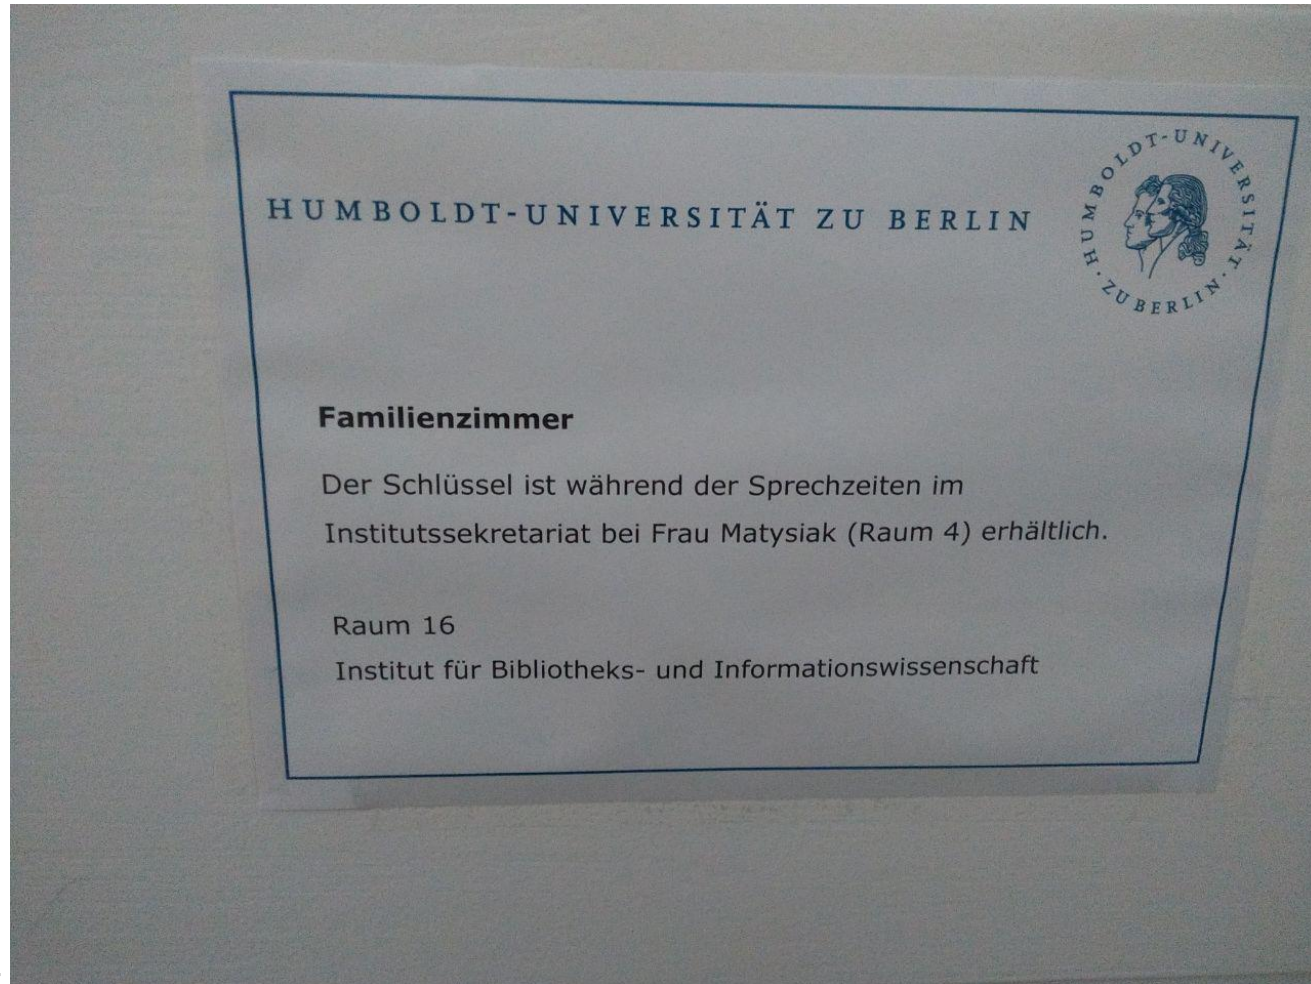 HUMBOLDT-UNIVERSITÄT ZU BERLIN
HUMBOLDT-UNIVERSITÄT · ZU BERLIN ·
Familienzimmer
Der Schlüssel ist während der Sprechzeiten im
Institutssekretariat bei Frau Matysiak (Raum 4) erhältlich.
Raum 16
Institut für Bibliotheks- und Informationswissenschaft